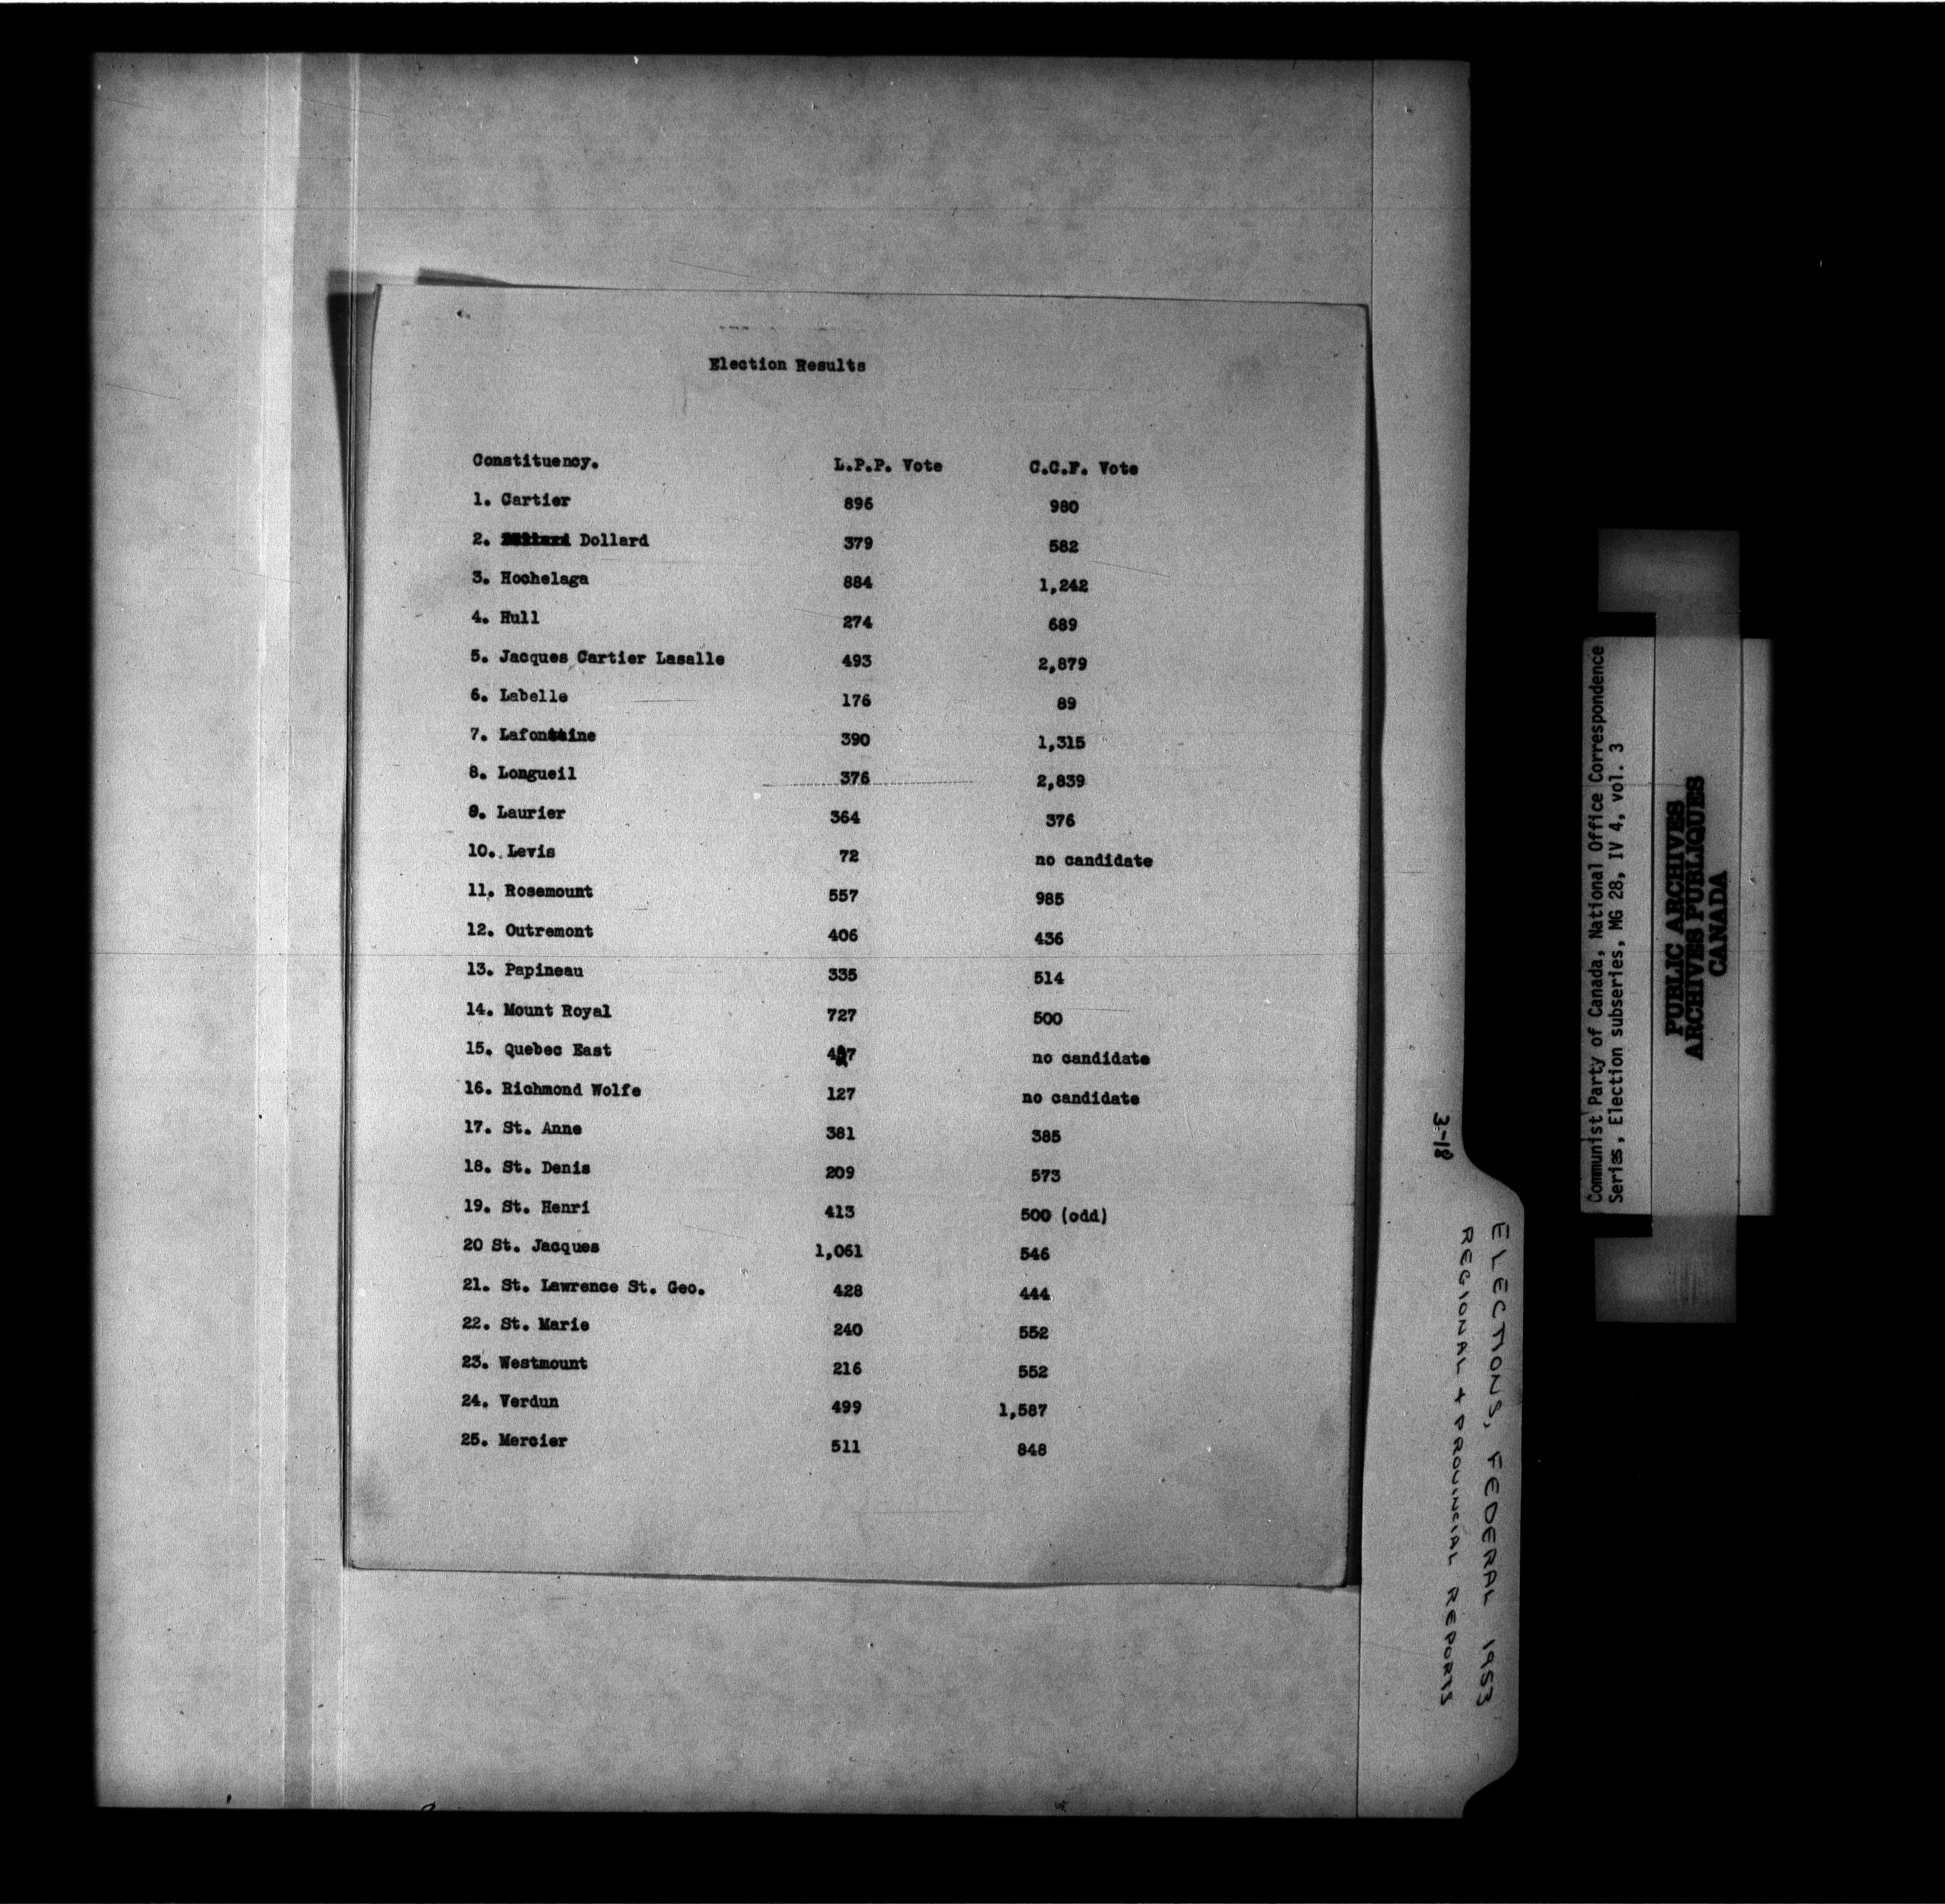 Election Results
Constituency. L.P.P. Vote C.C.F. Vote
1. Cartier 896 980
2. Dollard 379 582
3. Hochelaga 884 1,242
4. Hull 274 689
5. Jacques Cartier Lasalle 493 2,879
6. Labelle 176 89
7. Lafontaine 390 1,315
8. Longueil 376 2,839
9. Laurier 364 376
10. Levis 72 no candidate
11. Rosemount 557 985
12. Outremont 406 436
13. Papineau 335 514
14. Mount Royal 727 500
15. Quebec East no candidate
16. Richmond Wolfe 127 no candidate
17. St. Anne 381 385
18. St. Denis 209 573
19. St. Henri 413 500 (odd)
20 St. Jacques 1,061 546
21. St. Lawrence St. Geo. 428 444
22. St. Marie 240 552
23. Westmount 216 552
24. Verdun 499 1,587
25. Mercier 511 848
3-18
ELECTIONS, FEDERAL 1953
REGIONAL + PROVINCIAL REPORTS
Communist Party of Canada, National Office Correspondence
Series, Election subseries, MG 28, IV 4, vol. 3
PUBLIC ARCHIVES
ARCHIVES PUBLIQUES
CANADA